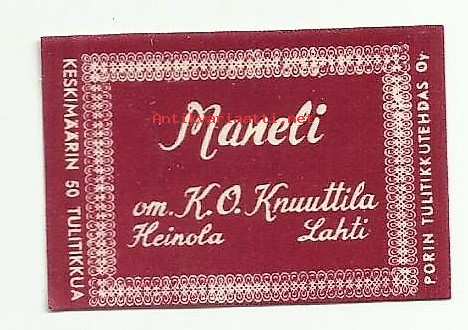 KESKIMÄÄRIN 50 TULITIKKUA
Maneli
Antikvariaatti.net
om. K.O. Knuuttila
Heinola Lahti
PORIN TULITIKKUTEHDAS Oy